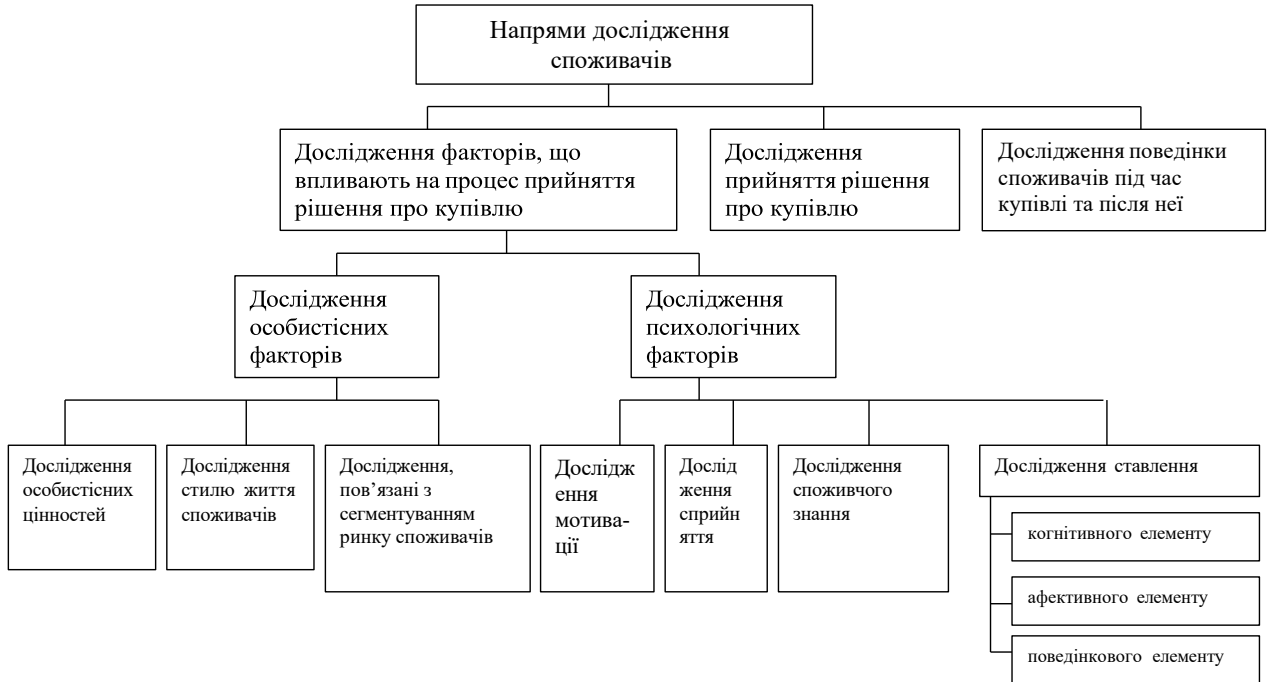 Напрями дослідження
споживачів
Дослідження факторів, що
впливають на процес прийняття
рішення про купівлю
Дослідження
прийняття рішення
про купівлю
Дослідження поведінки
споживачів під час
купівлі та після неї
Дослідження
особистісних
факторів
Дослідження
психологічних
факторів
Дослідження
особистісних
цінностей
Дослідження
стилю життя
споживачів
Дослідження,
пов’язані з
сегментуванням
ринку споживачів
Дослідж
ення
мотива-
ції
Дослід
ження
сприйн
яття
Дослідження
споживчого
знання
Дослідження ставлення
когнітивного елементу
афективного елементу
поведінкового елементу